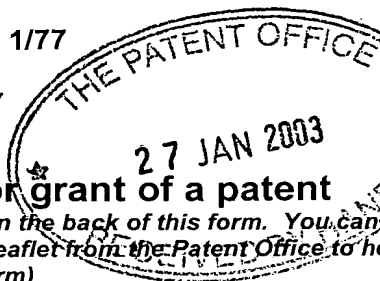 1/77
THE PATENT OFFICE
27 JAN 2003
grant of a patent
n the back of this form. You can
eaflet from the Patent Office to he
rm)